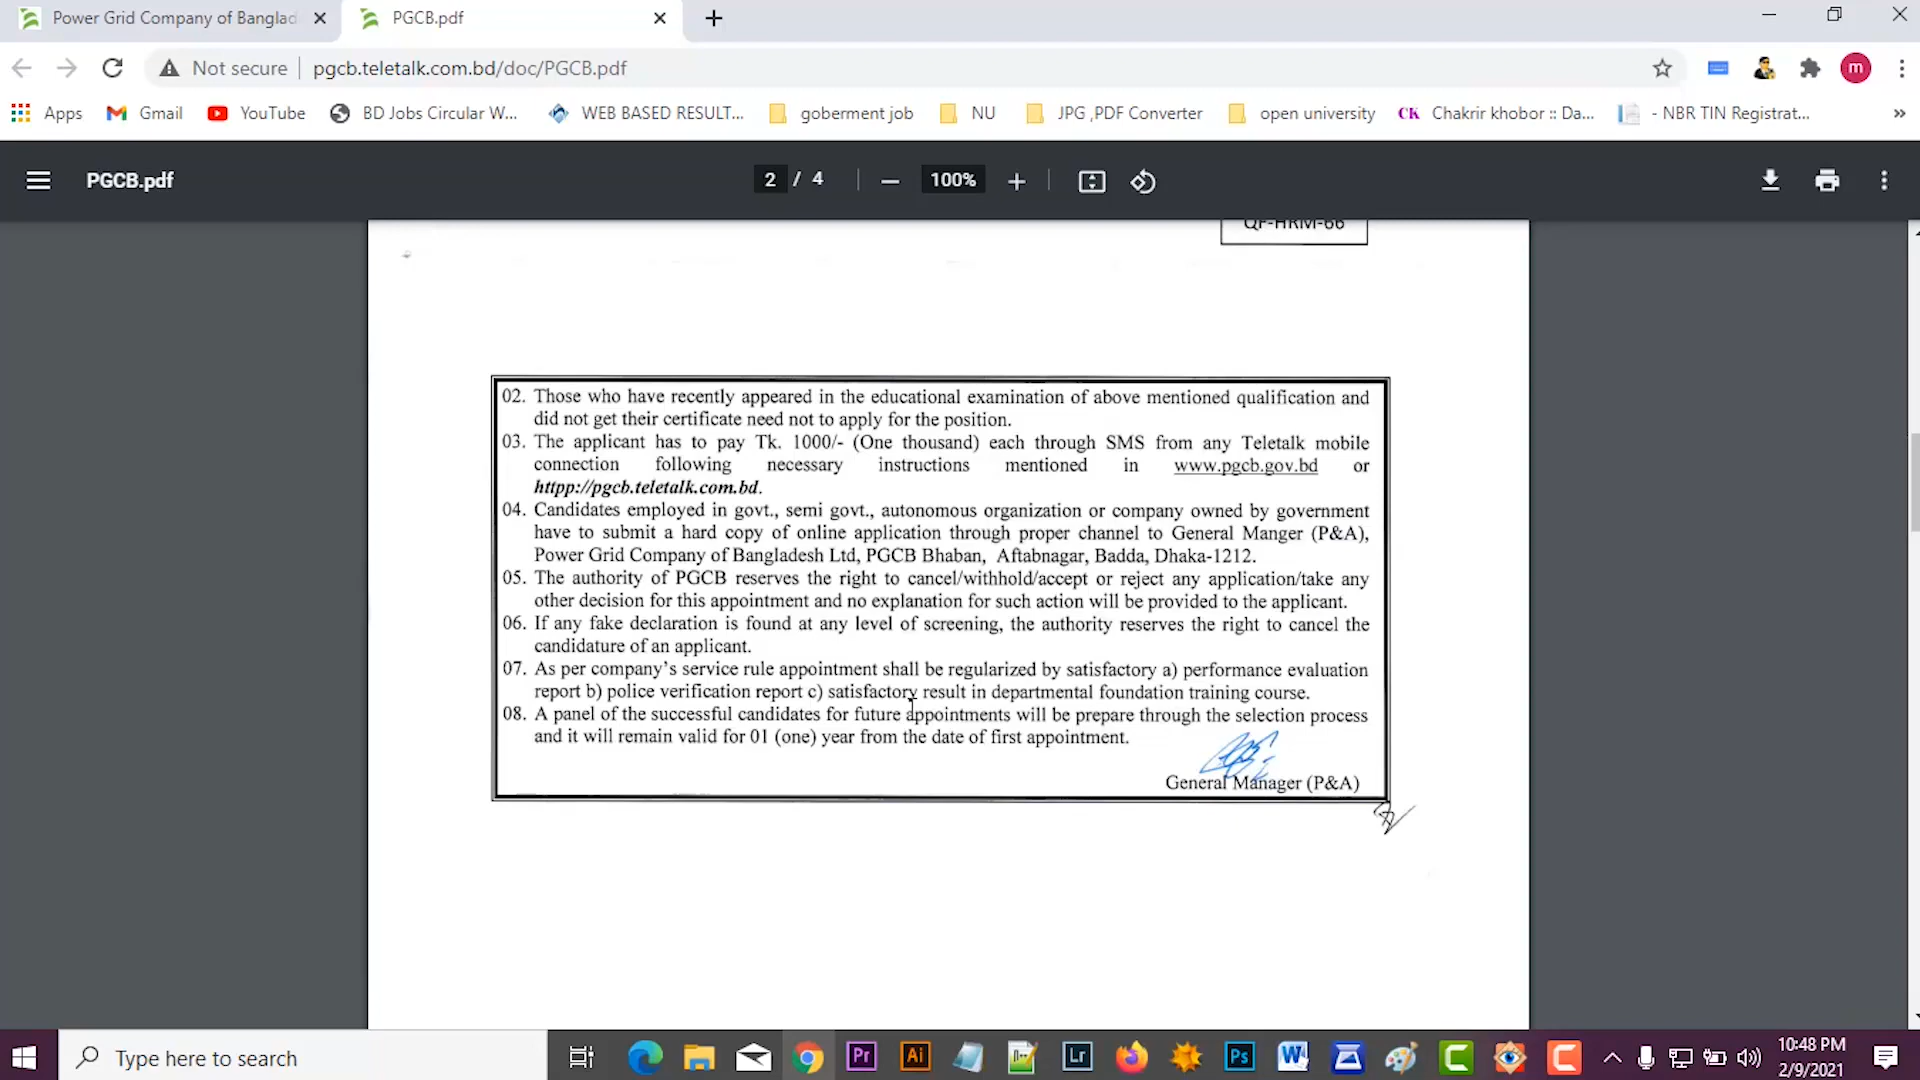 Power Grid Company of Banglad
PGCB.pdf
Not secure
pgcb.teletalk.com.bd/doc/PGCB.pdf
m
Apps
Gmail
YouTube
BD Jobs Circular W...
WEB BASED RESULT...
goberment job
NU
JPG ,PDF Converter
open university
CK Chakrir khobor :: Da...
- NBR TIN Registrat...
»
PGCB.pdf
2 / 4
100%
QF-HRM-66
02. Those who have recently appeared in the educational examination of above mentioned qualification and
did not get their certificate need not to apply for the position.
03. The applicant has to pay Tk. 1000/- (One thousand) each through SMS from any Teletalk mobile
connection following necessary instructions mentioned in www.pgcb.gov.bd or
httpp://pgcb.teletalk.com.bd.
04. Candidates employed in govt., semi govt., autonomous organization or company owned by government
have to submit a hard copy of online application through proper channel to General Manger (P&A),
Power Grid Company of Bangladesh Ltd, PGCB Bhaban, Aftabnagar, Badda, Dhaka-1212.
05. The authority of PGCB reserves the right to cancel/withhold/accept or reject any application/take any
other decision for this appointment and no explanation for such action will be provided to the applicant.
06. If any fake declaration is found at any level of screening, the authority reserves the right to cancel the
candidature of an applicant.
07. As per company's service rule appointment shall be regularized by satisfactory a) performance evaluation
report b) police verification report c) satisfactory result in departmental foundation training course.
08. A panel of the successful candidates for future appointments will be prepare through the selection process
and it will remain valid for 01 (one) year from the date of first appointment.
General Manager (P&A)
Type here to search
Pr
Ai
Lr
Ps
W
C
C
10:48 PM
2/9/2021